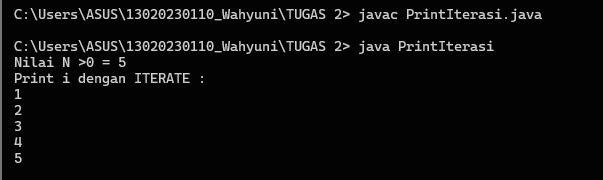 C:\Users\ASUS\13020230110_Wahyuni\TUGAS 2> javac PrintIterasi.java
C:\Users\ASUS\13020230110_Wahyuni\TUGAS 2> java PrintIterasi
Nilai N >0 = 5
Print i dengan ITERATE :
1
2
3
4
5